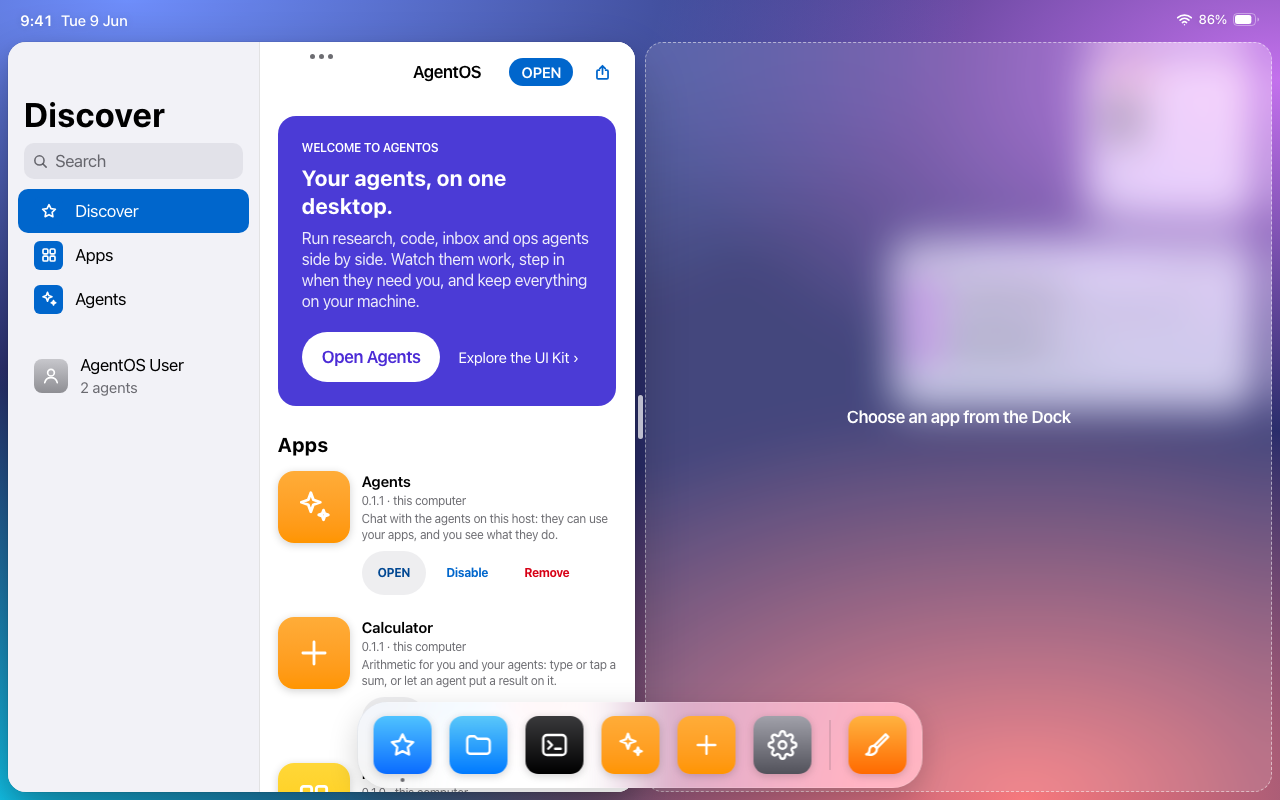 9:41 Tue 9 Jun
86%
Discover
Search
Discover
Apps
Agents
AgentOS User
2 agents
AgentOS
OPEN
WELCOME TO AGENTOS
Your agents, on one
desktop.
Run research, code, inbox and ops agents
side by side. Watch them work, step in
when they need you, and keep everything
on your machine.
Open Agents
Explore the UI Kit ›
Apps
Agents
0.1.1 · this computer
Chat with the agents on this host: they can use
your apps, and you see what they do.
OPEN
Disable
Remove
Calculator
0.1.1 · this computer
Arithmetic for you and your agents: type or tap a
sum, or let an agent put a result on it.
Choose an app from the Dock